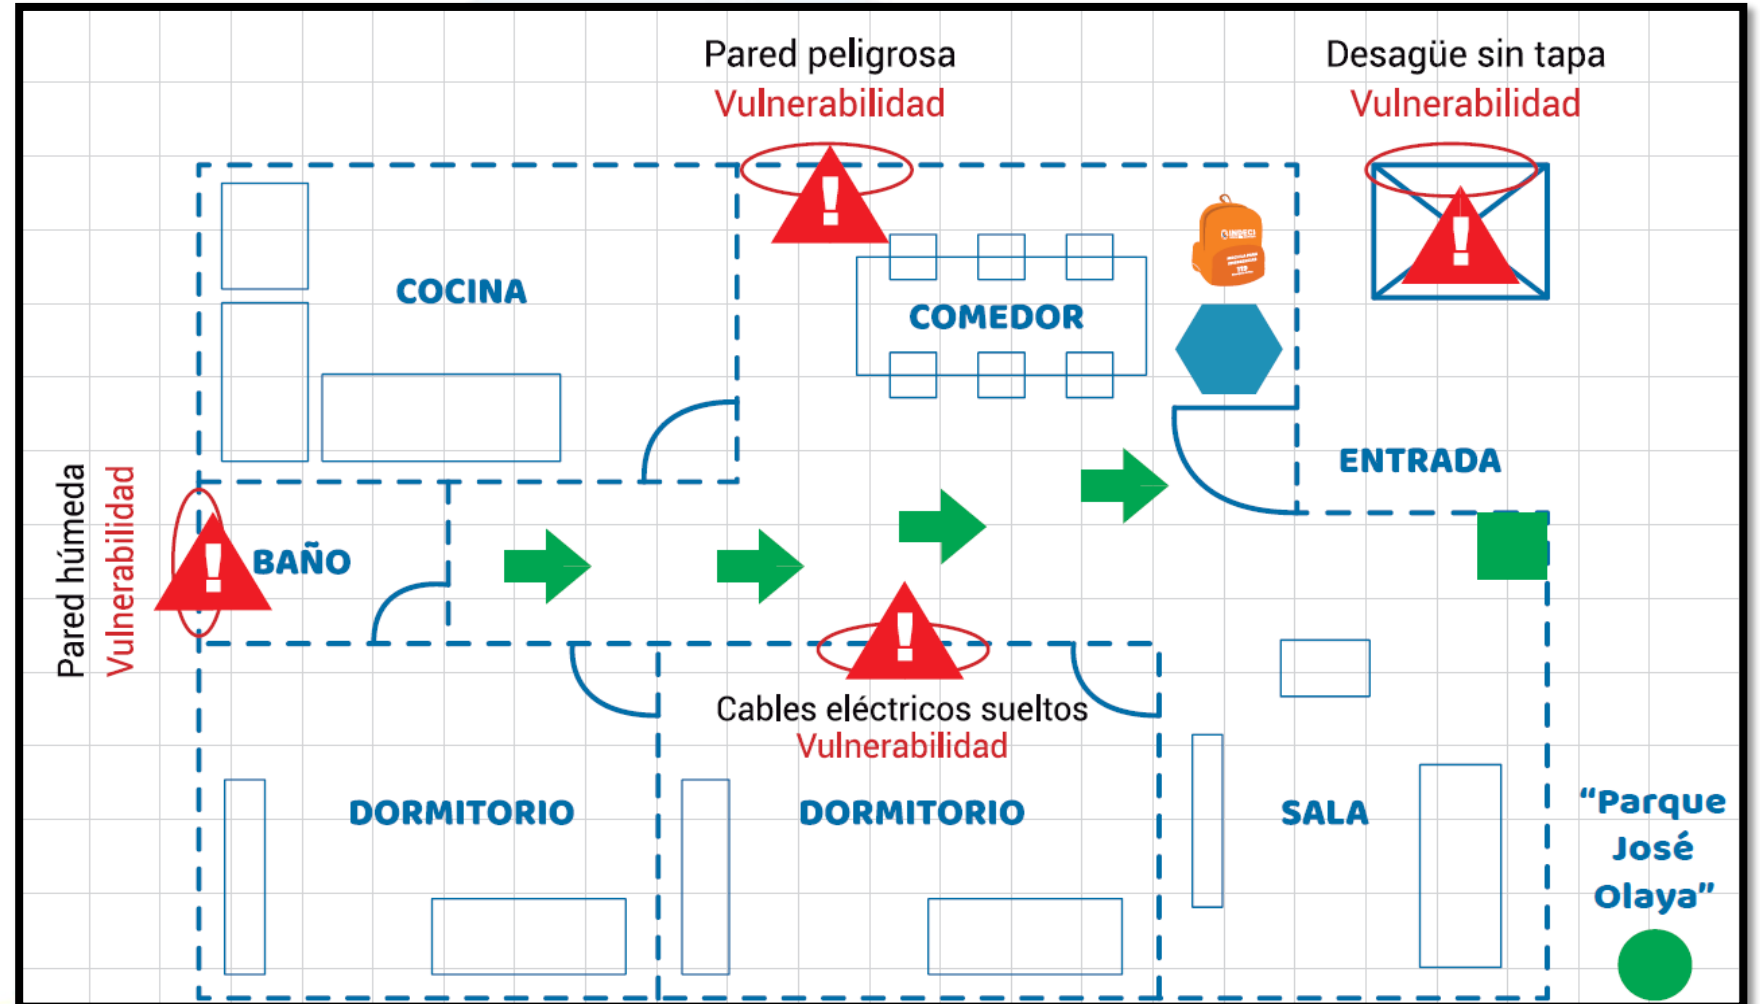 Pared peligrosa
Vulnerabilidad
Desagüe sin tapa
Vulnerabilidad
INDECI
COCINA
COMEDOR
ENTRADA
Pared húmeda
Vulnerabilidad
BAÑO
Cables eléctricos sueltos
Vulnerabilidad
DORMITORIO
DORMITORIO
SALA
“Parque
José
Olaya”